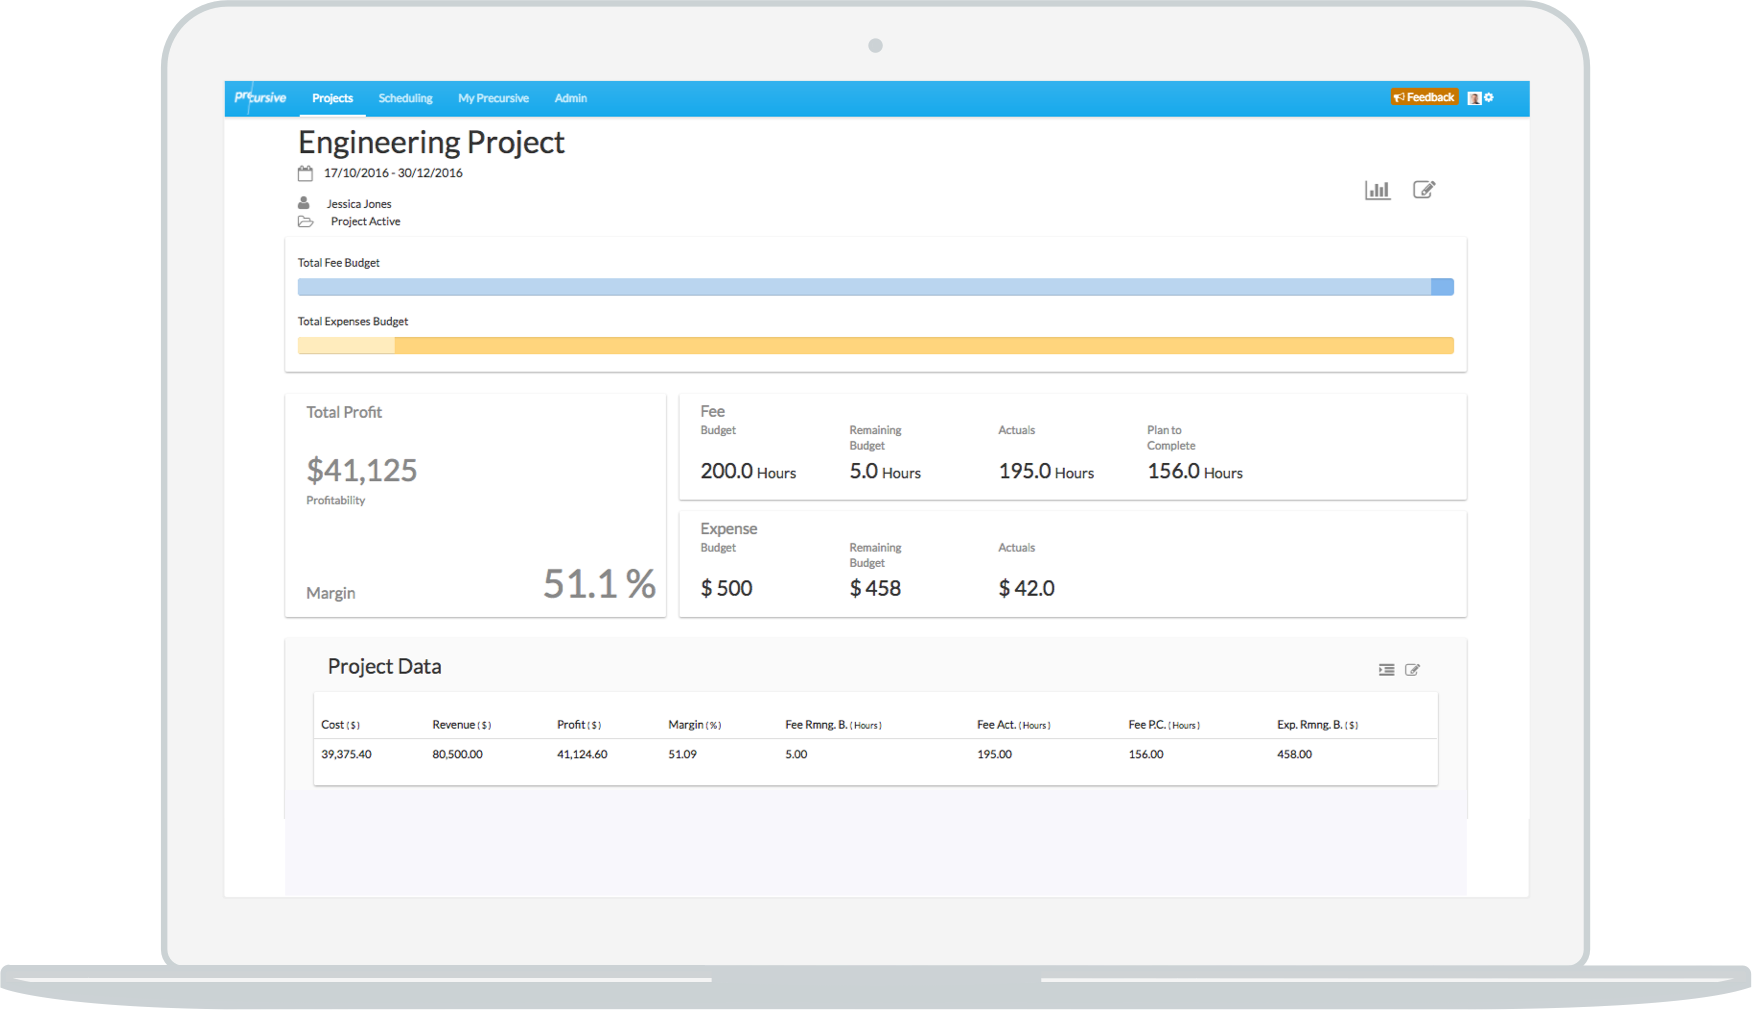 precursive Projects Scheduling My Precursive Admin Feedback
Engineering Project
17/10/2016 - 30/12/2016
Jessica Jones
Project Active
Total Fee Budget
Total Expenses Budget
Total Profit
$41,125
Profitability
Margin 51.1 %
Fee
Budget Remaining Budget Actuals Plan to Complete
200.0 Hours 5.0 Hours 195.0 Hours 156.0 Hours
Expense
Budget Remaining Budget Actuals
$ 500 $ 458 $ 42.0
Project Data
Cost ( $ ) Revenue ( $ ) Profit ( $ ) Margin ( % ) Fee Rmng. B. ( Hours ) Fee Act. ( Hours ) Fee P.C. ( Hours ) Exp. Rmng. B. ( $ )
39,375.40 80,500.00 41,124.60 51.09 5.00 195.00 156.00 458.00